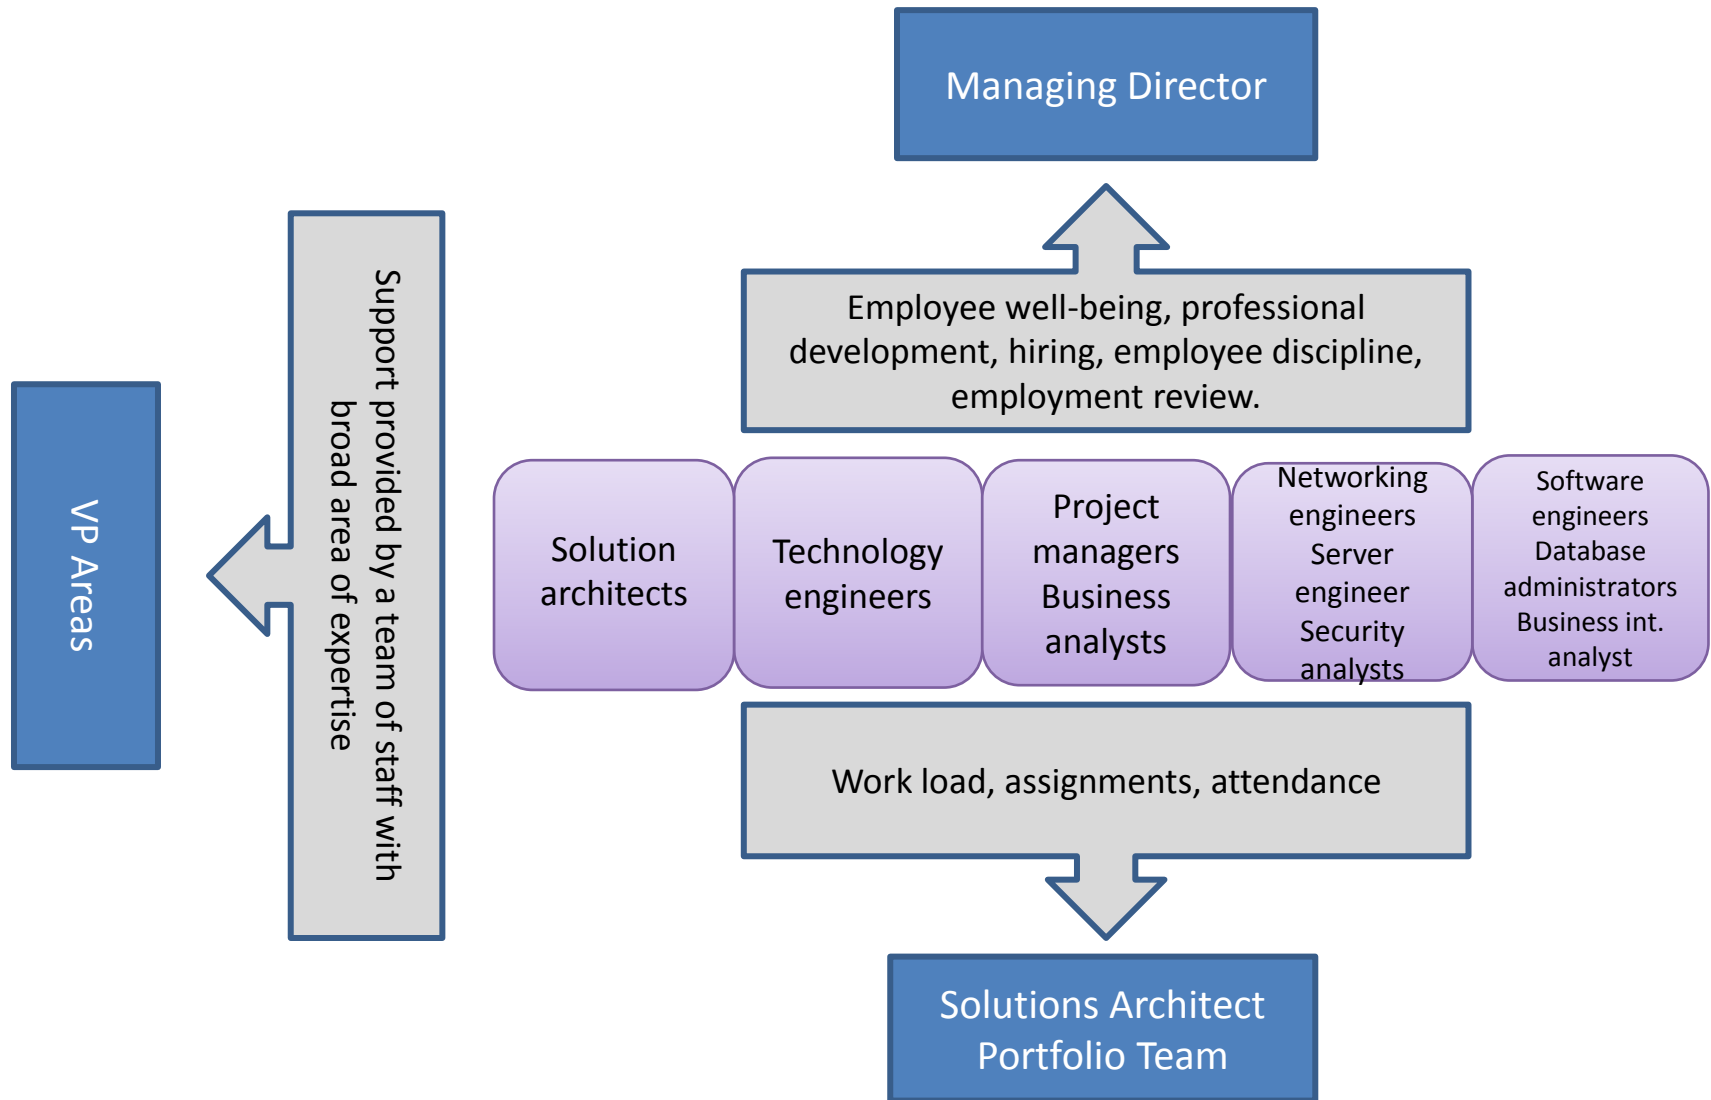 Managing Director
Employee well-being, professional
development, hiring, employee discipline,
employment review.
Support provided by a team of staff with
broad area of expertise
VP Areas
Solution
architects
Technology
engineers
Project
managers
Business
analysts
Networking
engineers
Server
engineer
Security
analysts
Software
engineers
Database
administrators
Business int.
analyst
Work load, assignments, attendance
Solutions Architect
Portfolio Team